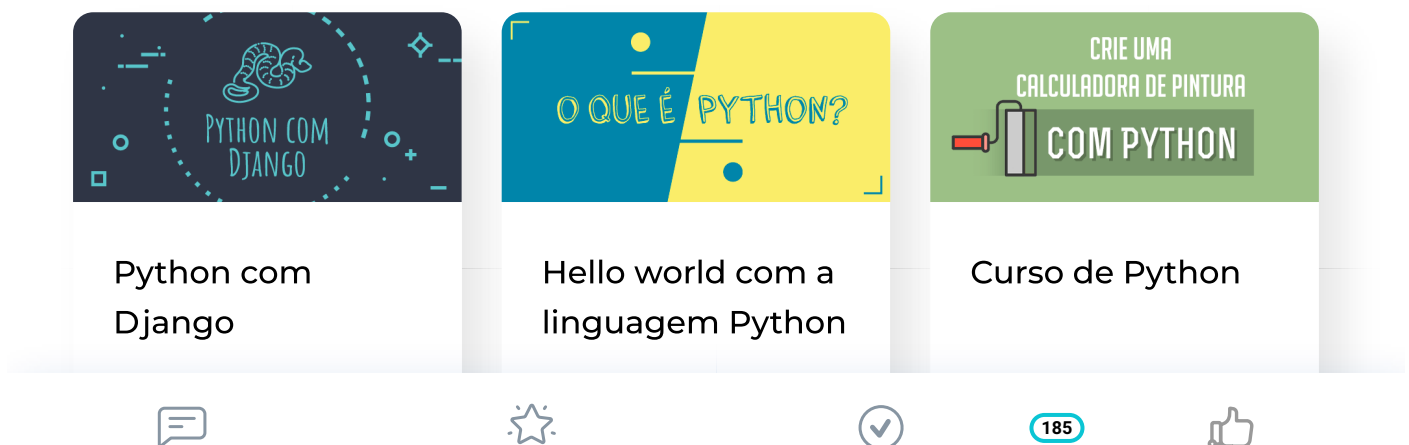 PYTHON COM
DJANGO
O QUE É PYTHON?
CRIE UMA
CALCULADORA DE PINTURA
COM PYTHON
Python com
Django
Hello world com a
linguagem Python
Curso de Python
185